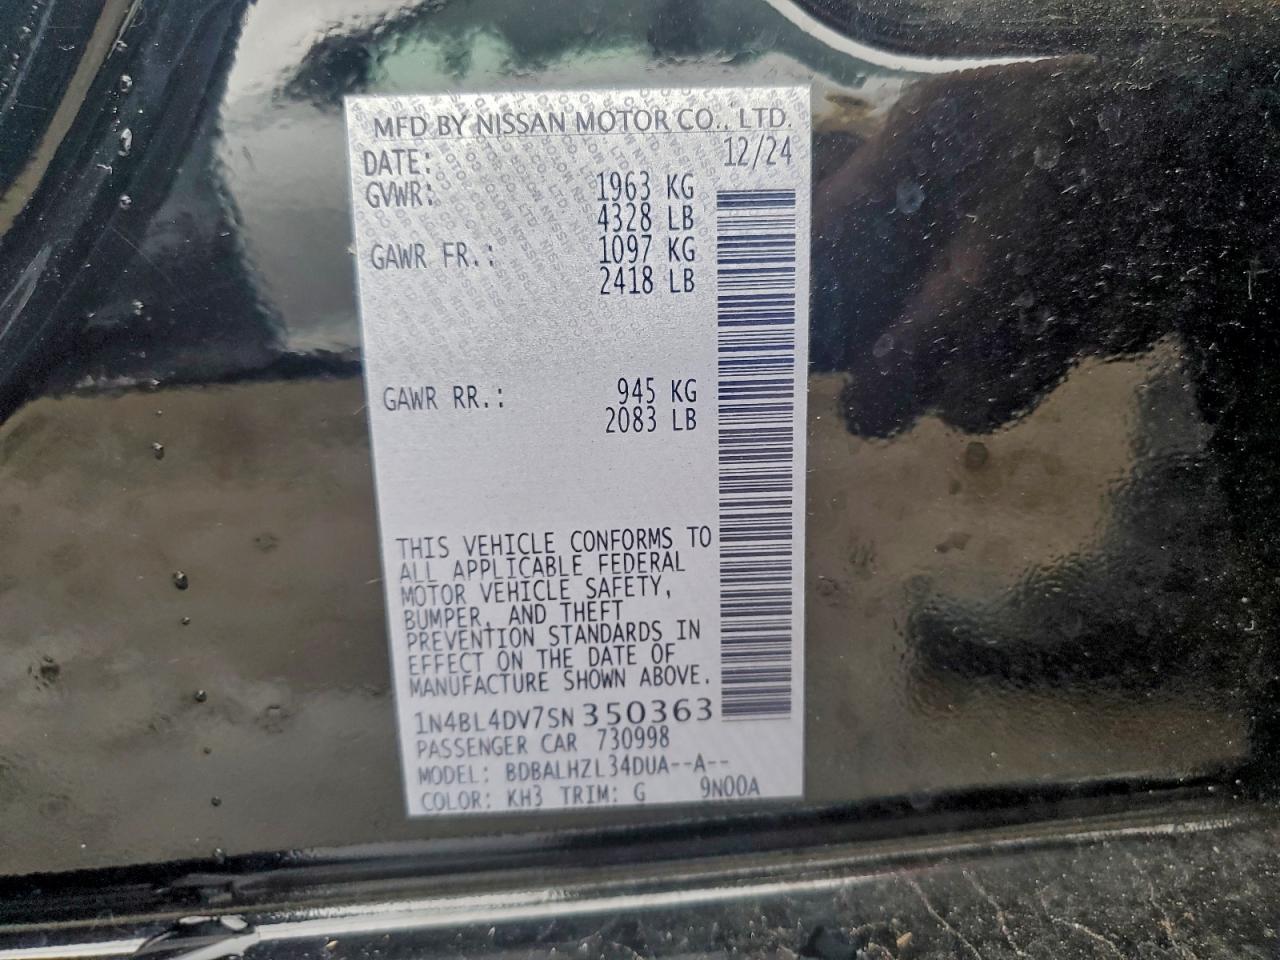 MFD BY NISSAN MOTOR CO., LTD.
DATE: 12/24
GVWR: 1963 KG
4328 LB
GAWR FR.: 1097 KG
2418 LB
GAWR RR.: 945 KG
2083 LB
THIS VEHICLE CONFORMS TO
ALL APPLICABLE FEDERAL
MOTOR VEHICLE SAFETY,
BUMPER, AND THEFT
PREVENTION STANDARDS IN
EFFECT ON THE DATE OF
MANUFACTURE SHOWN ABOVE.
1N4BL4DV7SN350363
PASSENGER CAR 730998
MODEL: BDBALHZL34DUA--A--
COLOR: KH3 TRIM: G 9N00A